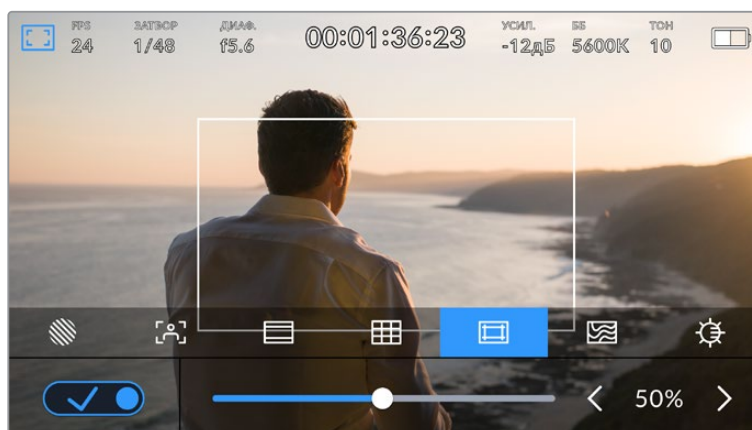 FPS ЗАТВОР ДИАФ. 00:01:36:23 УСИЛ. ББ ТОН
24 1/48 f5.6 -12дБ 5600K 10
50%